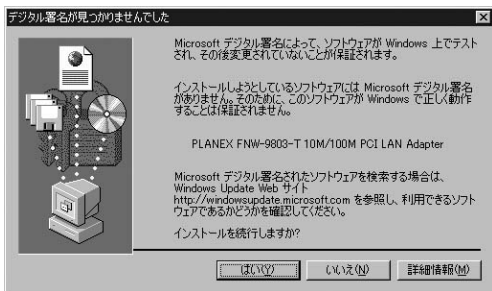 デジタル署名が見つかりませんでした
Microsoft デジタル署名によって、ソフトウェアが Windows 上でテスト
され、その後変更されていないことが保証されます。
インストールしようとしているソフトウェアには Microsoft デジタル署名
がありません。そのために、このソフトウェアが Windows で正しく動作
することは保証されません。
PLANEX FNW-9803-T 10M/100M PCI LAN Adapter
Microsoft デジタル署名されたソフトウェアを検索する場合は、
Windows Update Web サイト
http://windowsupdate.microsoft.com を参照し、利用できるソフト
ウェアであるかどうかを確認してください。
インストールを続行しますか?
はい(Y) いいえ(N) 詳細情報(M)